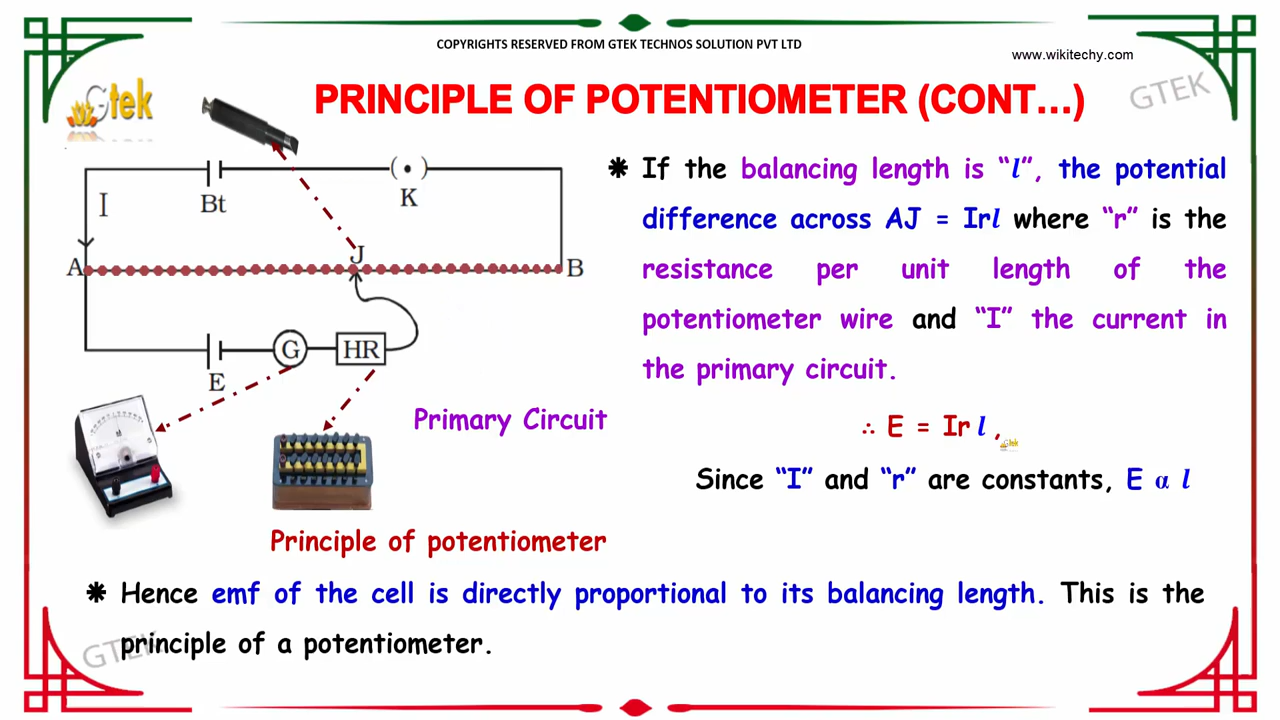 COPYRIGHTS RESERVED FROM GTEK TECHNOS SOLUTION PVT LTD
www.wikitechy.com
Gtek
PRINCIPLE OF POTENTIOMETER (CONT...)
GTEK
I
Bt
( • )
K
A
J
B
E
G
HR
Primary Circuit
Principle of potentiometer
⁕ If the balancing length is “l”, the potential
difference across AJ = Irl where “r” is the
resistance per unit length of the
potentiometer wire and “I” the current in
the primary circuit.
∴ E = Ir l ,
Gtek
Since “I” and “r” are constants, E α l
⁕ Hence emf of the cell is directly proportional to its balancing length. This is the
principle of a potentiometer.
GTEK